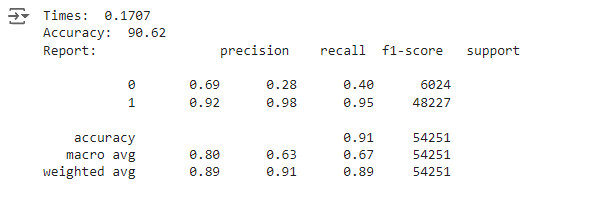 Times:  0.1707
Accuracy:  90.62
Report:                precision    recall  f1-score   support
           0       0.69      0.28      0.40      6024
           1       0.92      0.98      0.95     48227
    accuracy                           0.91     54251
   macro avg       0.80      0.63      0.67     54251
weighted avg       0.89      0.91      0.89     54251